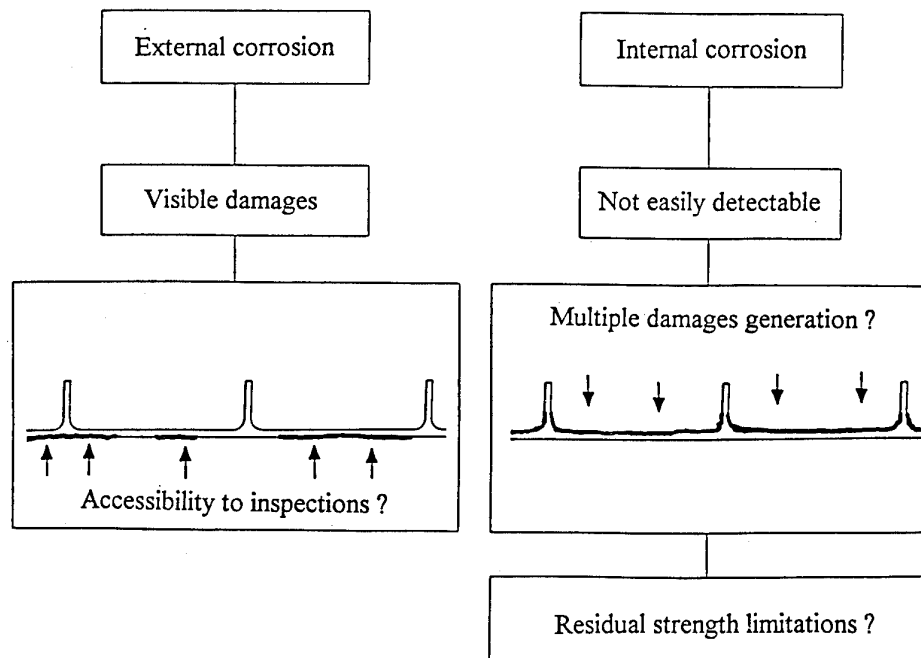 External corrosion
Visible damages
Accessibility to inspections ?
Internal corrosion
Not easily detectable
Multiple damages generation ?
Residual strength limitations ?